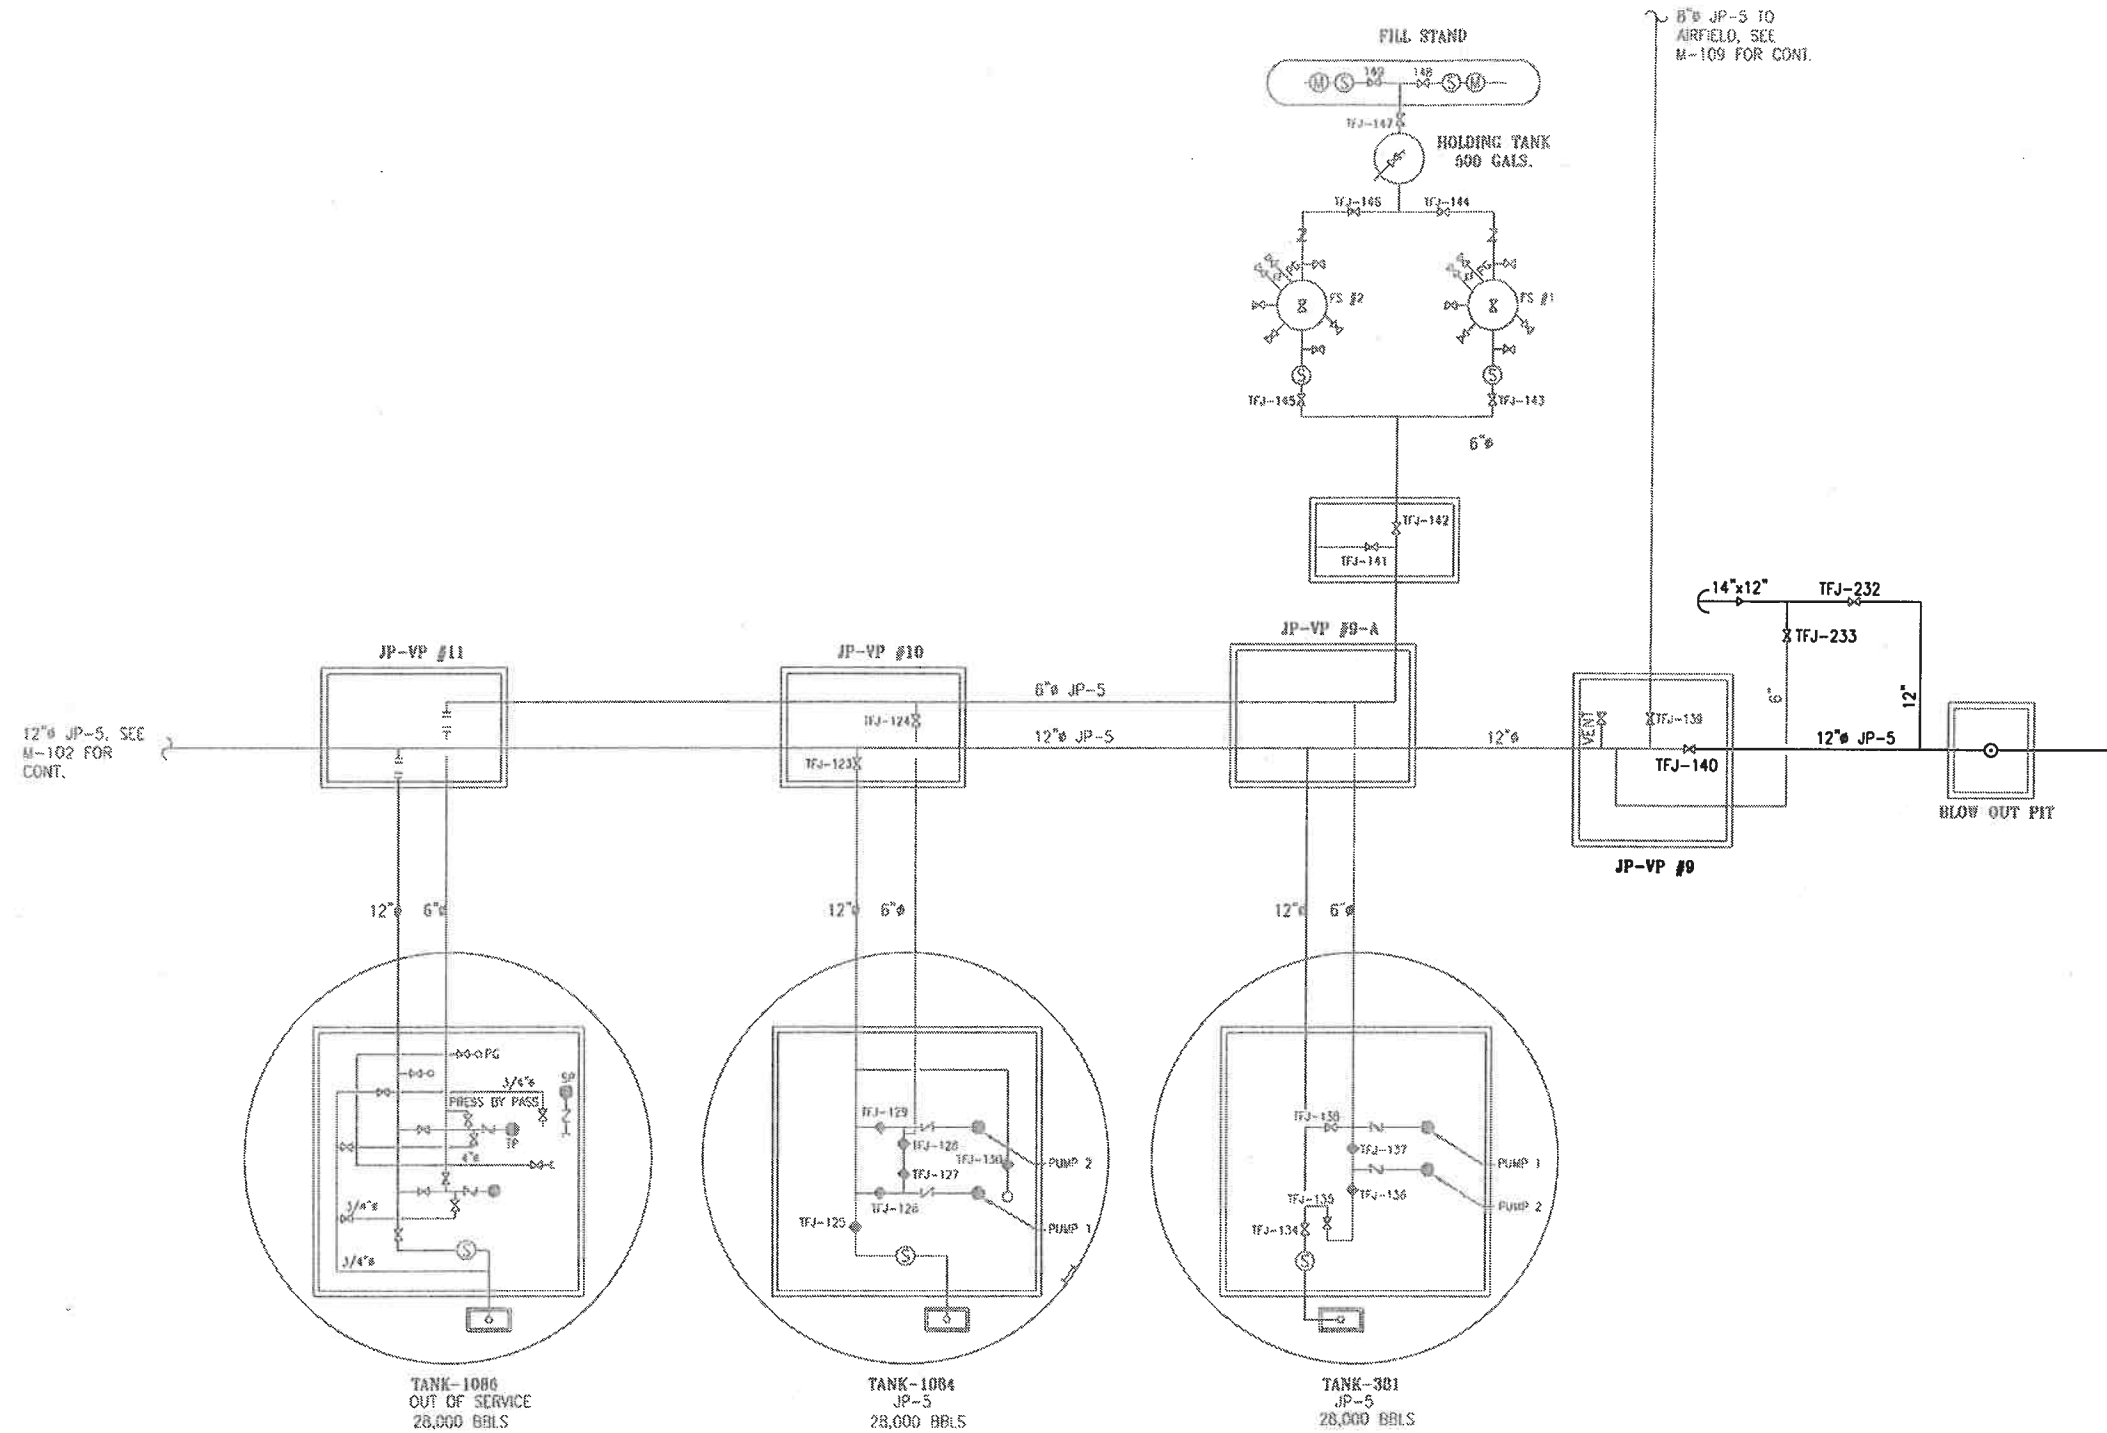 8"ø JP-5 TO
AIRFIELD, SEE
M-109 FOR CONT.
FILL STAND
M
S
149
148
S
M
TFJ-147
HOLDING TANK
500 GALS.
TFJ-146
TFJ-144
PG
PG
FS #2
FS #1
S
S
TFJ-145
TFJ-143
6"ø
TFJ-142
TFJ-141
14"x12"
TFJ-232
TFJ-233
JP-VP #11
JP-VP #10
JP-VP #9-A
6"ø JP-5
6"
12"
TFJ-124
VENT
TFJ-139
12"ø JP-5, SEE
M-102 FOR
CONT.
12"ø JP-5
12"ø
12"ø JP-5
TFJ-123
TFJ-140
BLOW OUT PIT
JP-VP #9
12"ø
6"ø
12"ø
6"ø
12"ø
6"ø
PG
3/4"ø
SP
PRESS BY PASS
TP
4"ø
3/4"ø
S
3/4"ø
TFJ-129
TFJ-128
TFJ-130
PUMP 2
TFJ-127
TFJ-126
TFJ-125
PUMP 1
S
TFJ-138
TFJ-137
PUMP 1
TFJ-135
TFJ-136
PUMP 2
TFJ-134
S
TANK-1086
OUT OF SERVICE
28,000 BBLS
TANK-1084
JP-5
28,000 BBLS
TANK-381
JP-5
28,000 BBLS